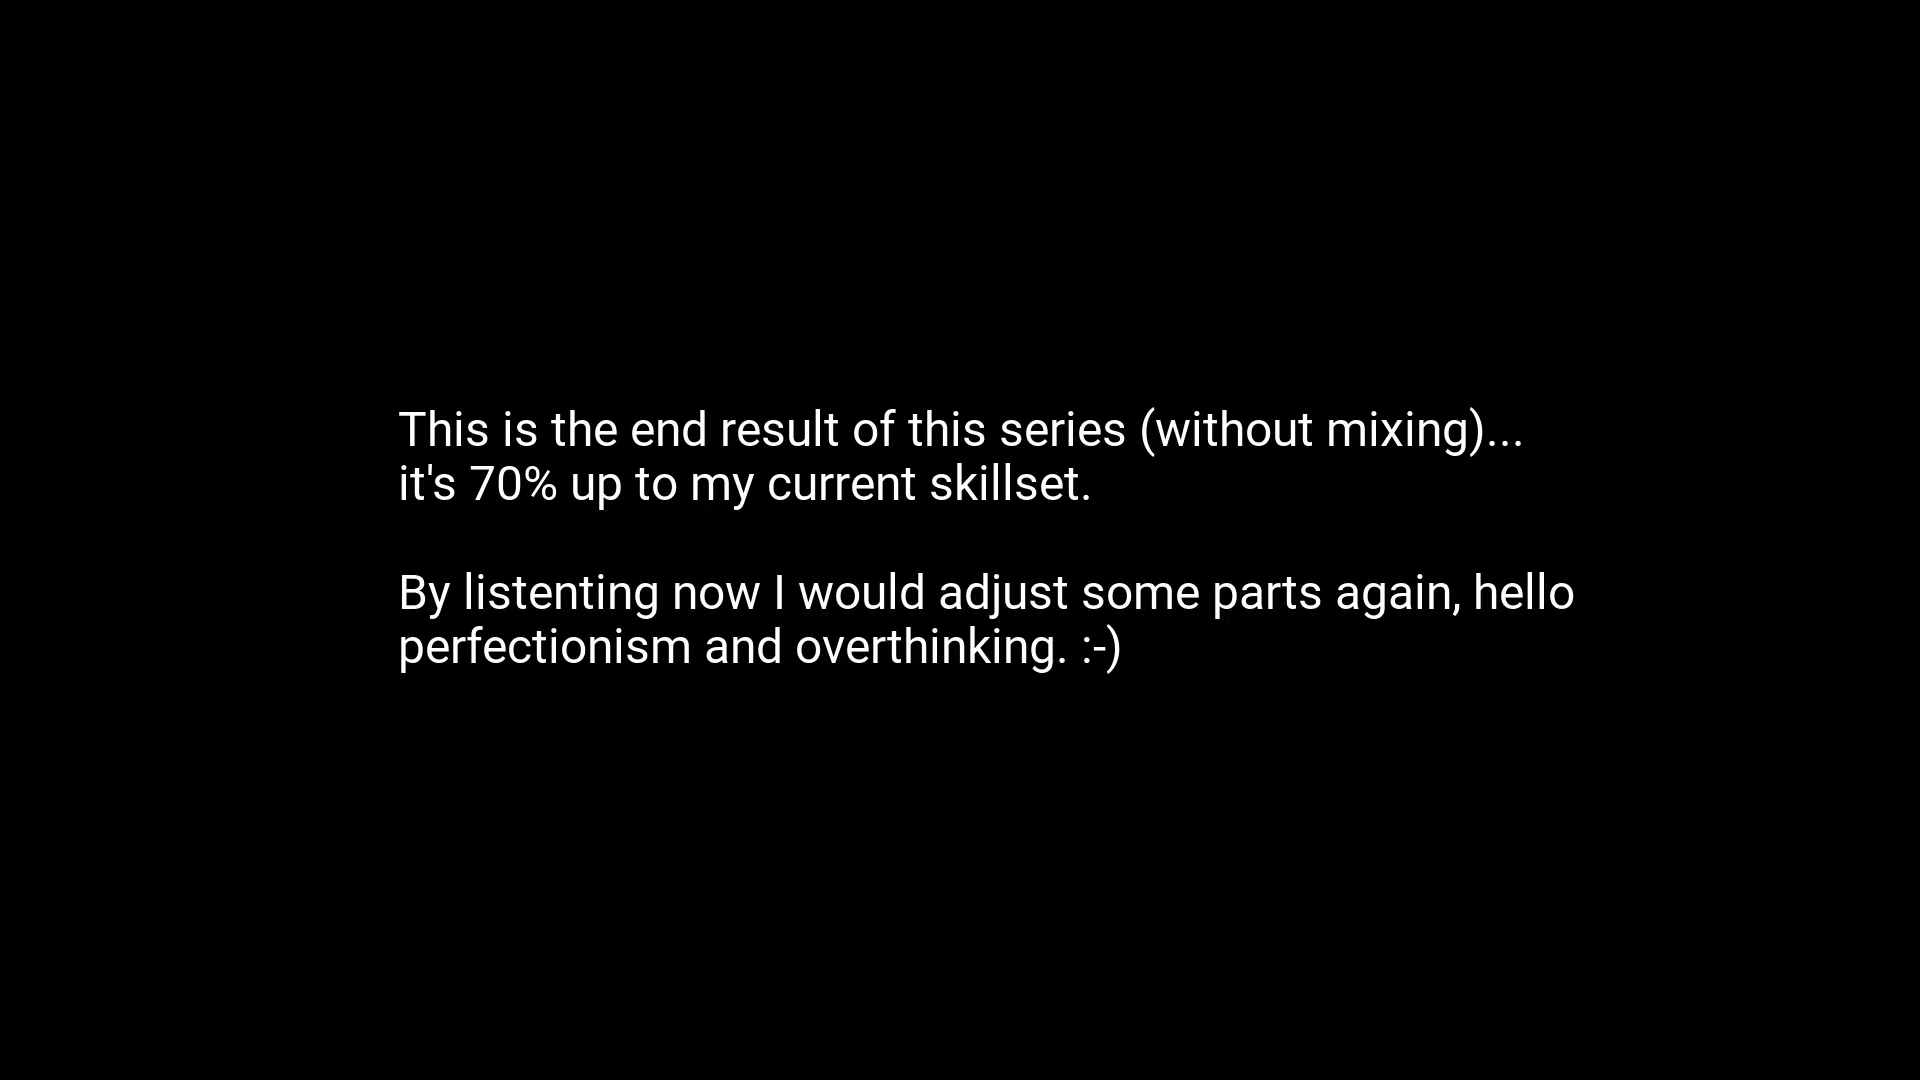 This is the end result of this series (without mixing)...
it's 70% up to my current skillset.
By listenting now I would adjust some parts again, hello
perfectionism and overthinking. :-)